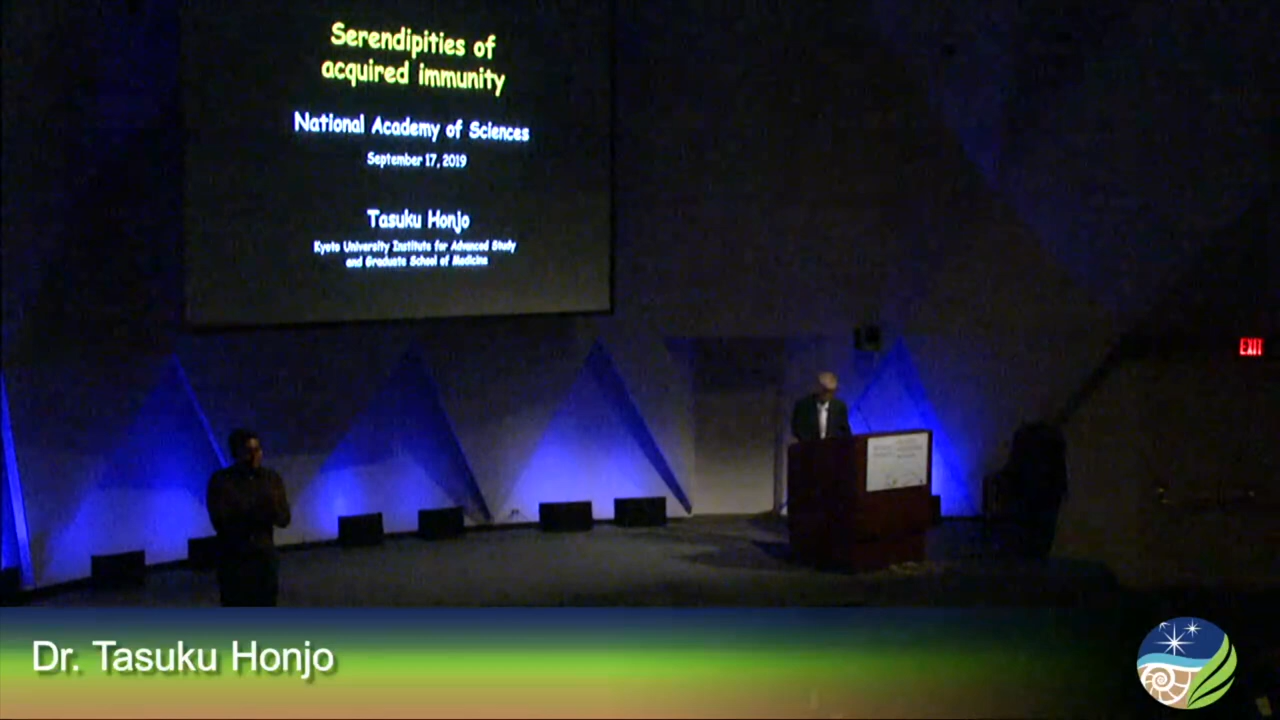 Serendipities of
acquired immunity
National Academy of Sciences
September 17, 2019
Tasuku Honjo
Kyoto University Institute for Advanced Study
and Graduate School of Medicine
EXIT
Dr. Tasuku Honjo